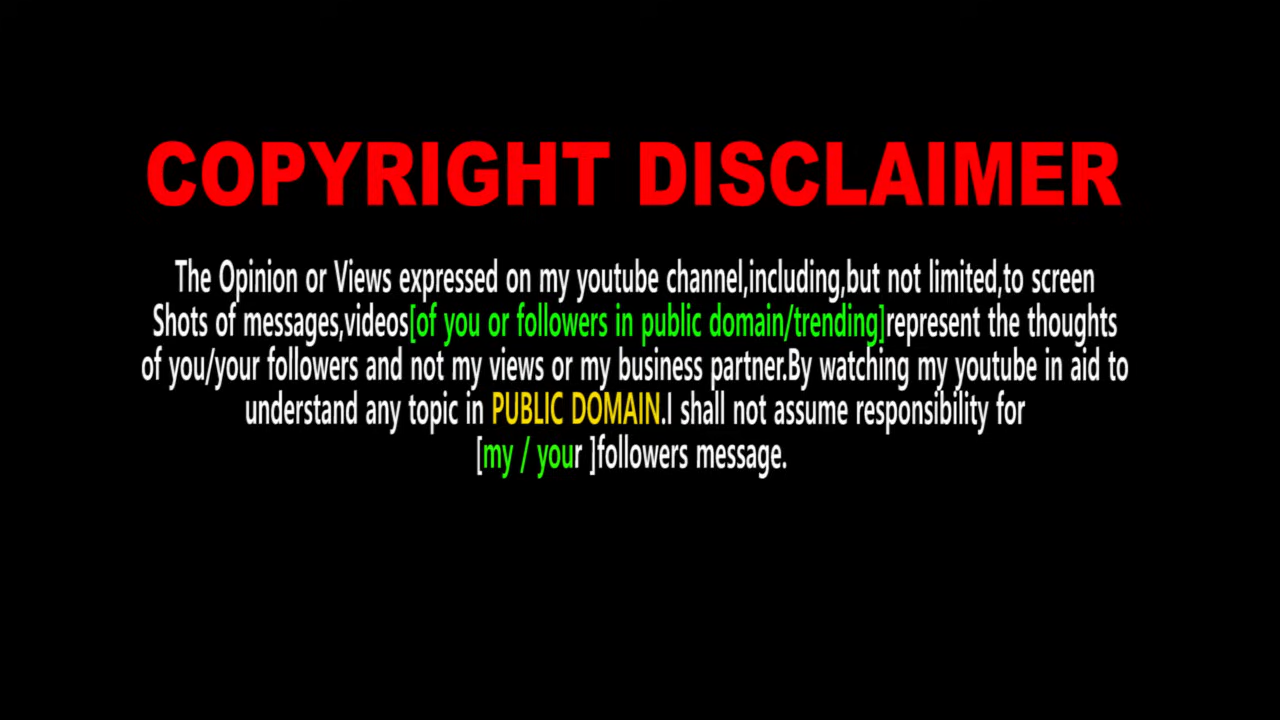 COPYRIGHT DISCLAIMER
The Opinion or Views expressed on my youtube channel,including,but not limited,to screen
Shots of messages,videos[of you or followers in public domain/trending]represent the thoughts
of you/your followers and not my views or my business partner.By watching my youtube in aid to
understand any topic in PUBLIC DOMAIN.I shall not assume responsibility for
[my / your ]followers message.